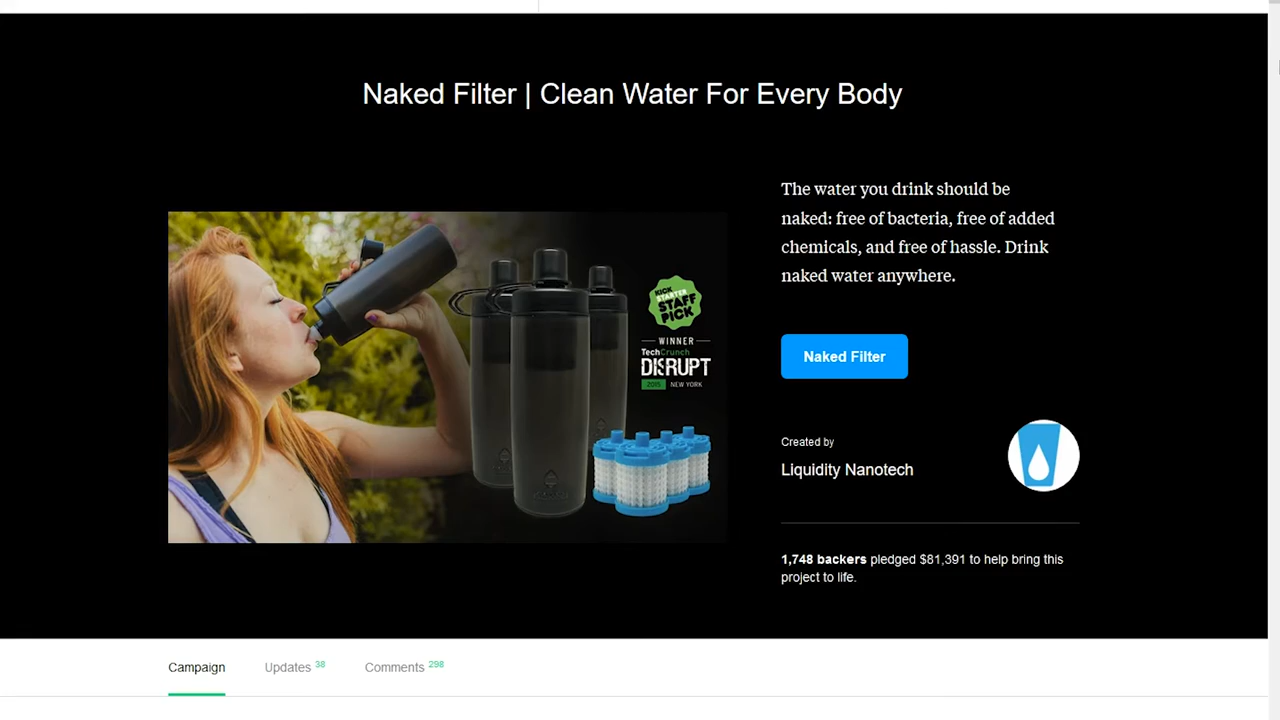 Naked Filter | Clean Water For Every Body
The water you drink should be
naked: free of bacteria, free of added
chemicals, and free of hassle. Drink
naked water anywhere.
KICK
STARTER
STAFF
PICK
WINNER
TechCrunch
DISRUPT
2015 NEW YORK
Naked Filter
Created by
Liquidity Nanotech
1,748 backers pledged $81,391 to help bring this
project to life.
Campaign
Updates 38
Comments 298